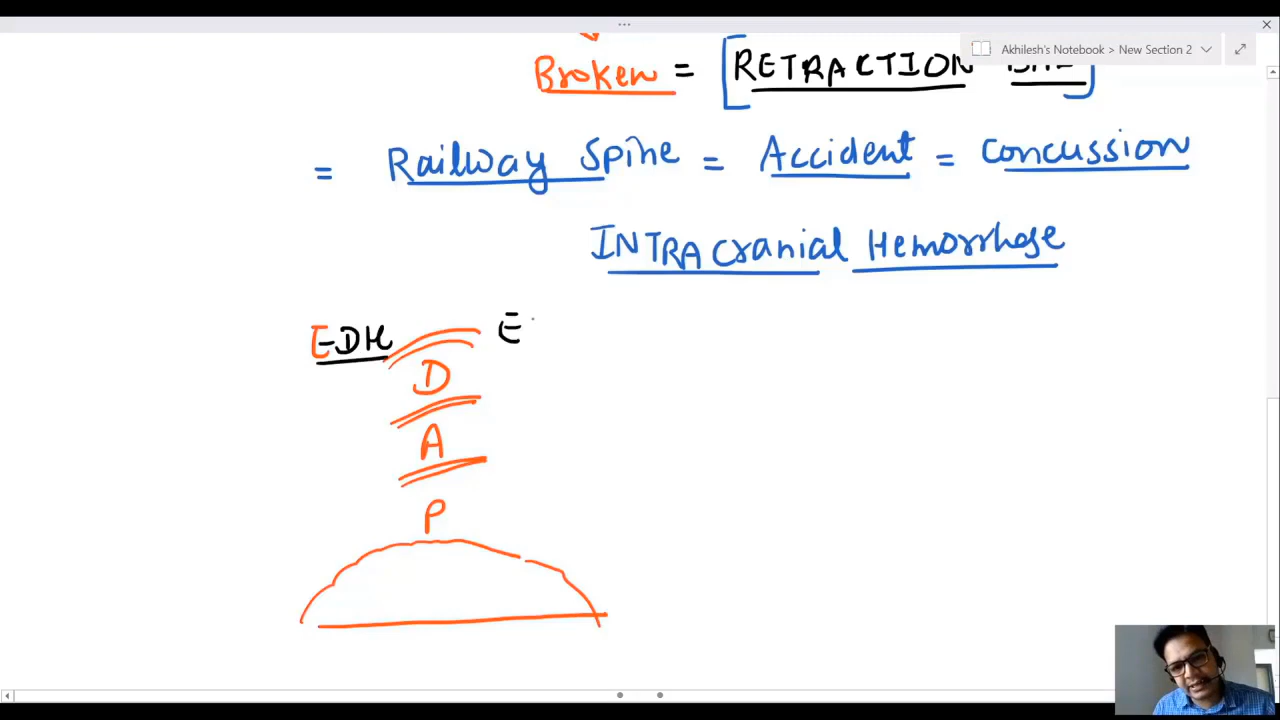 ...
Akhilesh's Notebook > New Section 2
Broken = [RETRACTION
= Railway Spine = Accident = Concussion
INTRACranial Hemorrhage
EDH E
D
A
P